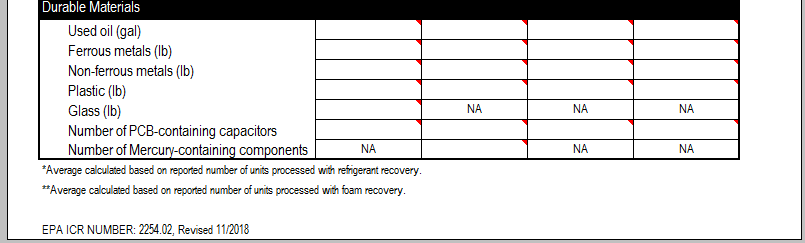 Durable Materials
Used oil (gal)
Ferrous metals (lb)
Non-ferrous metals (lb)
Plastic (lb)
Glass (lb) NA NA NA
Number of PCB-containing capacitors
Number of Mercury-containing components NA NA NA
*Average calculated based on reported number of units processed with refrigerant recovery.
**Average calculated based on reported number of units processed with foam recovery.
EPA ICR NUMBER: 2254.02, Revised 11/2018